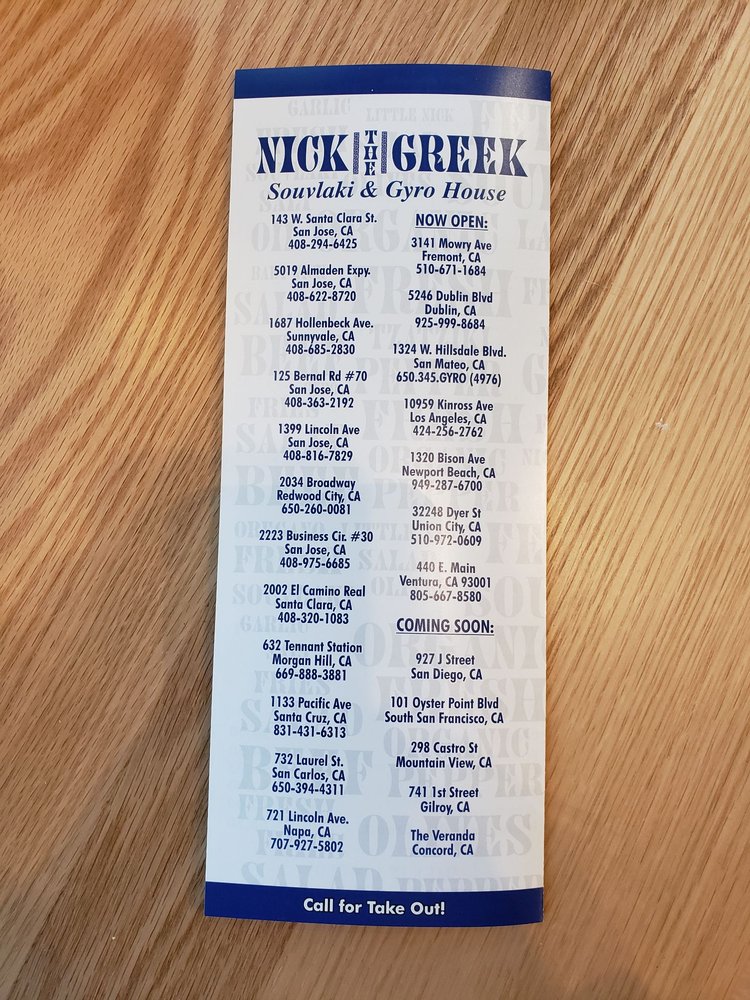 NICK THE GREEK
Souvlaki & Gyro House
143 W. Santa Clara St.
San Jose, CA
408-294-6425
5019 Almaden Expy.
San Jose, CA
408-622-8720
1687 Hollenbeck Ave.
Sunnyvale, CA
408-685-2830
125 Bernal Rd #70
San Jose, CA
408-363-2192
1399 Lincoln Ave
San Jose, CA
408-816-7829
2034 Broadway
Redwood City, CA
650-260-0081
2223 Business Cir. #30
San Jose, CA
408-975-6685
2002 El Camino Real
Santa Clara, CA
408-320-1083
632 Tennant Station
Morgan Hill, CA
669-888-3881
1133 Pacific Ave
Santa Cruz, CA
831-431-6313
732 Laurel St.
San Carlos, CA
650-394-4311
721 Lincoln Ave.
Napa, CA
707-927-5802
NOW OPEN:
3141 Mowry Ave
Fremont, CA
510-671-1684
5246 Dublin Blvd
Dublin, CA
925-999-8684
1324 W. Hillsdale Blvd.
San Mateo, CA
650.345.GYRO (4976)
10959 Kinross Ave
Los Angeles, CA
424-256-2762
1320 Bison Ave
Newport Beach, CA
949-287-6700
32248 Dyer St
Union City, CA
510-972-0609
440 E. Main
Ventura, CA 93001
805-667-8580
COMING SOON:
927 J Street
San Diego, CA
101 Oyster Point Blvd
South San Francisco, CA
298 Castro St
Mountain View, CA
741 1st Street
Gilroy, CA
The Veranda
Concord, CA
Call for Take Out!